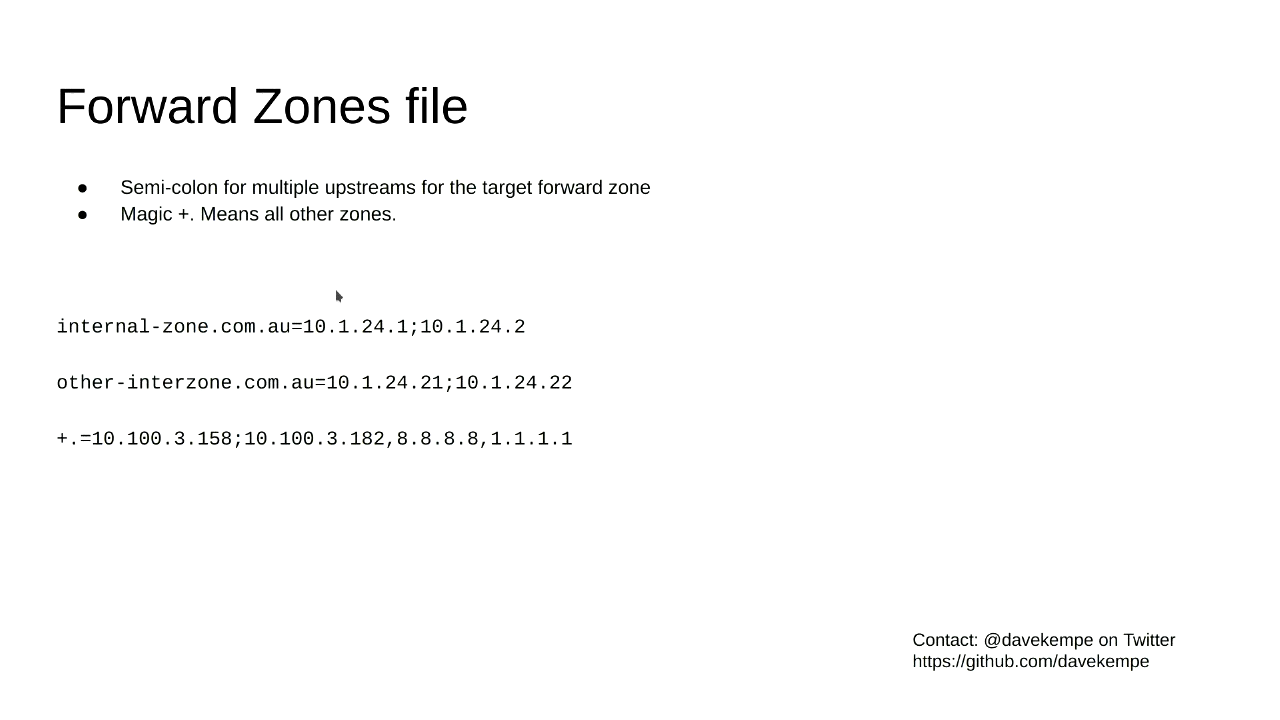 Forward Zones file
● Semi-colon for multiple upstreams for the target forward zone
● Magic +. Means all other zones.
internal-zone.com.au=10.1.24.1;10.1.24.2
other-interzone.com.au=10.1.24.21;10.1.24.22
+.=10.100.3.158;10.100.3.182,8.8.8.8,1.1.1.1
Contact: @davekempe on Twitter
https://github.com/davekempe